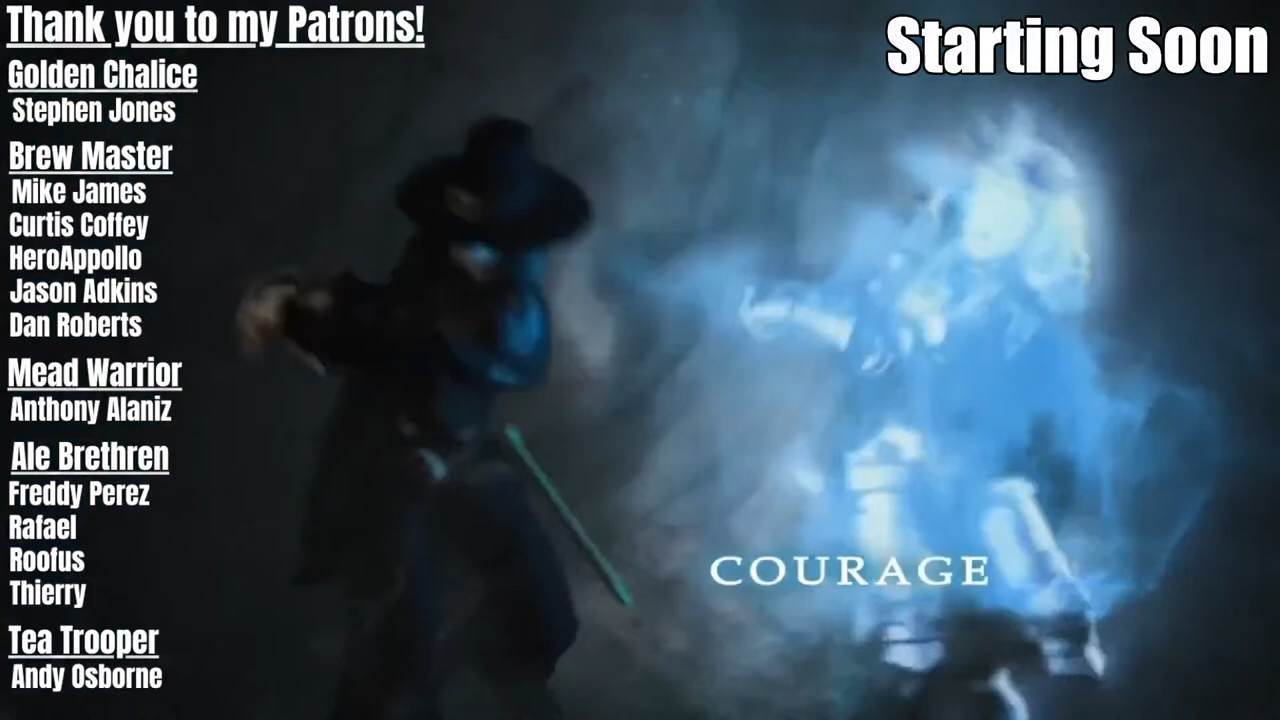 Thank you to my Patrons!
Golden Chalice
Stephen Jones
Brew Master
Mike James
Curtis Coffey
HeroAppollo
Jason Adkins
Dan Roberts
Mead Warrior
Anthony Alaniz
Ale Brethren
Freddy Perez
Rafael
Roofus
Thierry
Tea Trooper
Andy Osborne
Starting Soon
COURAGE